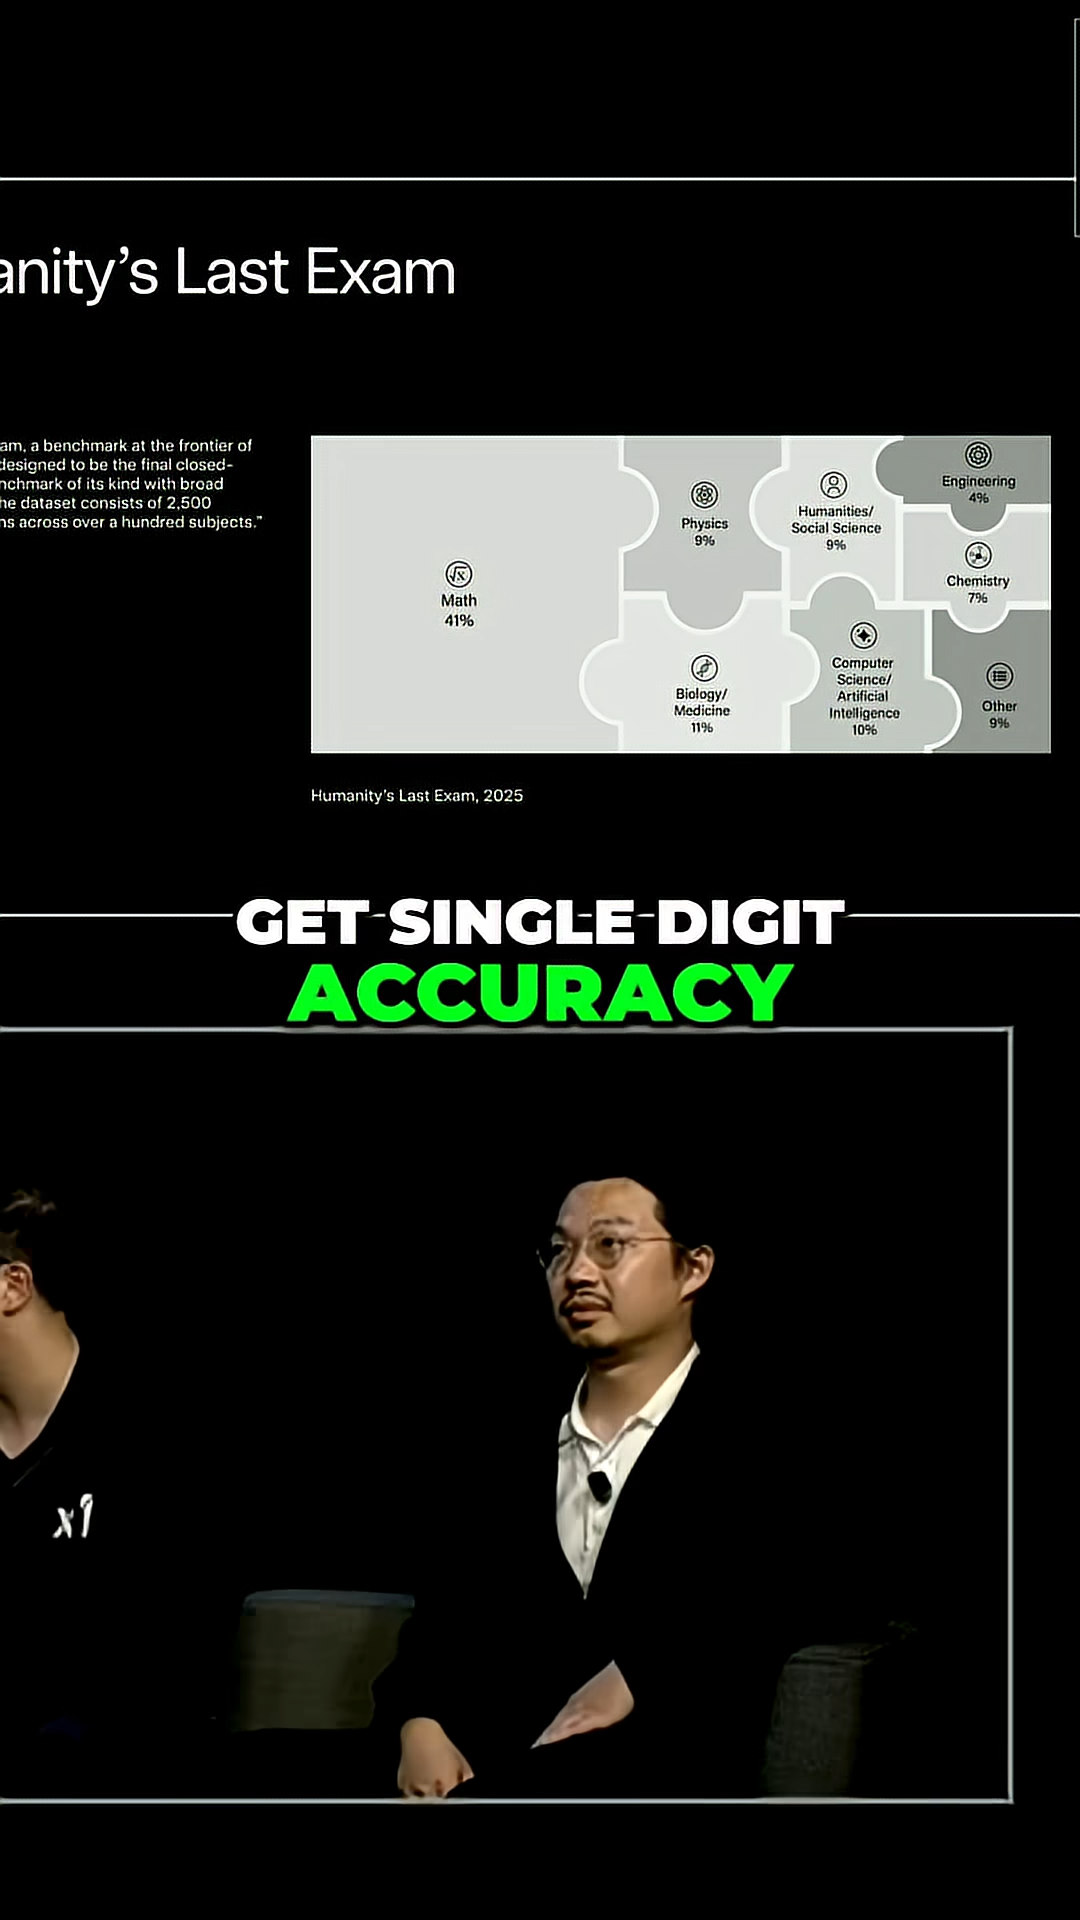 anity's Last Exam
am, a benchmark at the frontier of
designed to be the final closed-
nchmark of its kind with broad
he dataset consists of 2,500
ns across over a hundred subjects."
Math
41%
Physics
9%
Biology/
Medicine
11%
Humanities/
Social Science
9%
Computer
Science/
Artificial
Intelligence
10%
Engineering
4%
Chemistry
7%
Other
9%
Humanity's Last Exam, 2025
GET SINGLE DIGIT
ACCURACY